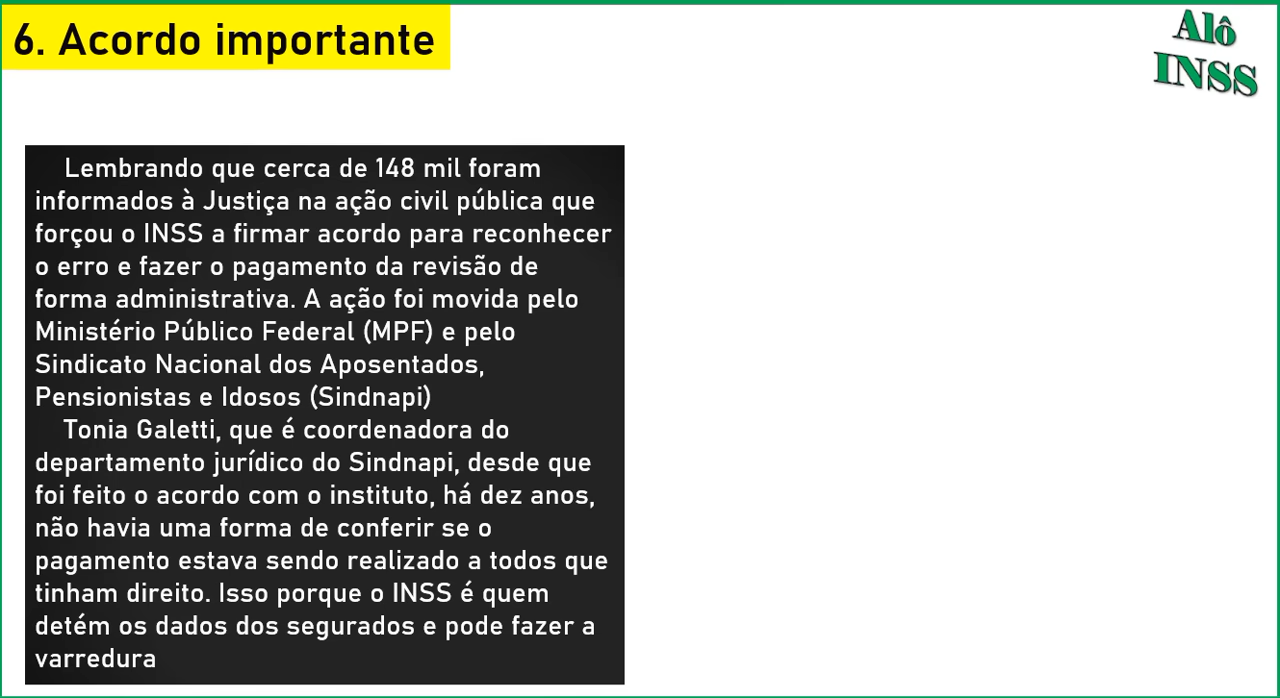 6. Acordo importante
Alô
INSS
Lembrando que cerca de 148 mil foram
informados à Justiça na ação civil pública que
forçou o INSS a firmar acordo para reconhecer
o erro e fazer o pagamento da revisão de
forma administrativa. A ação foi movida pelo
Ministério Público Federal (MPF) e pelo
Sindicato Nacional dos Aposentados,
Pensionistas e Idosos (Sindnapi)
Tonia Galetti, que é coordenadora do
departamento jurídico do Sindnapi, desde que
foi feito o acordo com o instituto, há dez anos,
não havia uma forma de conferir se o
pagamento estava sendo realizado a todos que
tinham direito. Isso porque o INSS é quem
detém os dados dos segurados e pode fazer a
varredura